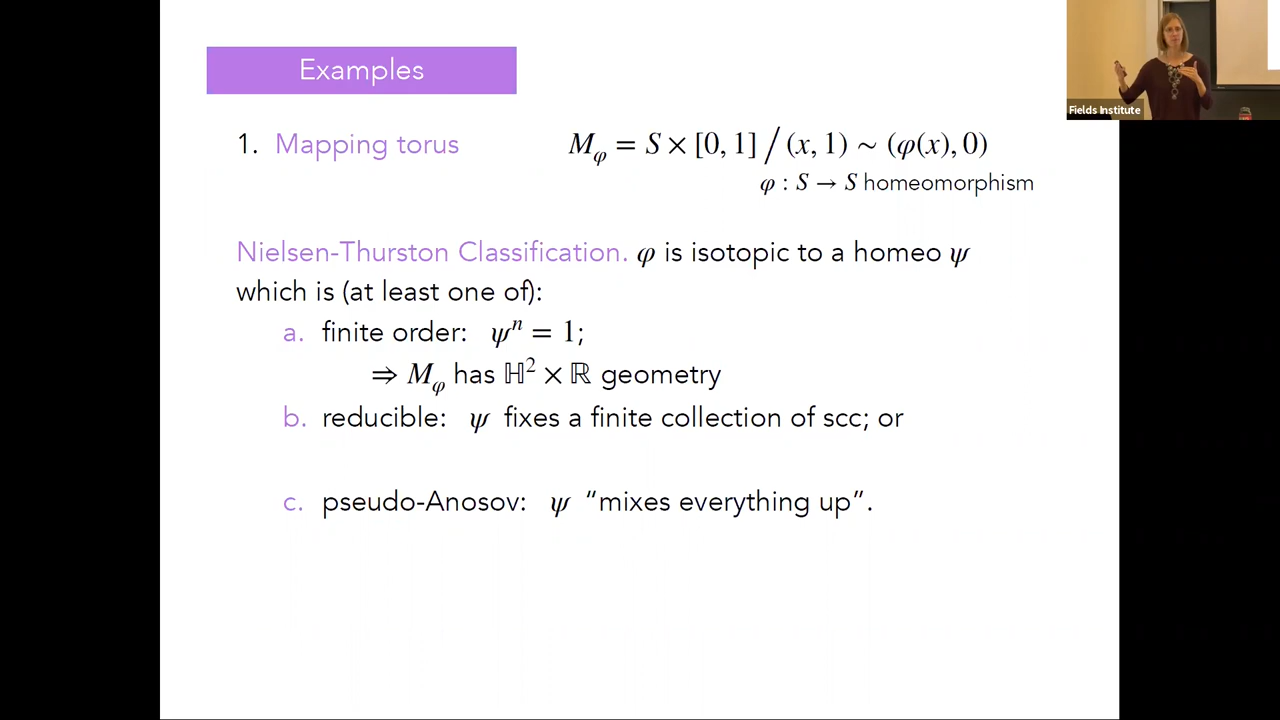 Examples
1. Mapping torus M_φ = S × [0, 1] / (x, 1) ~ (φ(x), 0)
φ : S → S homeomorphism
Nielsen-Thurston Classification. φ is isotopic to a homeo ψ
which is (at least one of):
a. finite order: ψⁿ = 1;
⇒ M_φ has ℍ² × ℝ geometry
b. reducible: ψ fixes a finite collection of scc; or
c. pseudo-Anosov: ψ “mixes everything up”.
Fields Institute